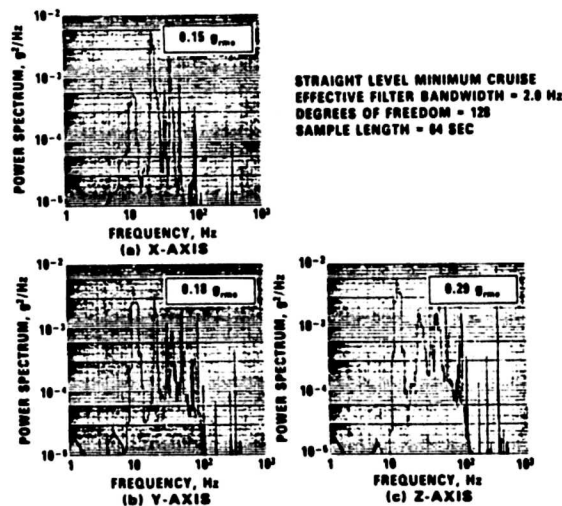 10⁻²
0.15 grms
10⁻³
10⁻⁴
10⁻⁵
POWER SPECTRUM, g²/Hz
1 10 10² 10³
FREQUENCY, Hz
(a) X-AXIS
STRAIGHT LEVEL MINIMUM CRUISE
EFFECTIVE FILTER BANDWIDTH = 2.0 Hz
DEGREES OF FREEDOM = 128
SAMPLE LENGTH = 64 SEC
10⁻²
0.18 grms
10⁻³
10⁻⁴
10⁻⁵
POWER SPECTRUM, g²/Hz
1 10 10² 10³
FREQUENCY, Hz
(b) Y-AXIS
10⁻²
0.29 grms
10⁻³
10⁻⁴
10⁻⁵
POWER SPECTRUM, g²/Hz
1 10 10² 10³
FREQUENCY, Hz
(c) Z-AXIS